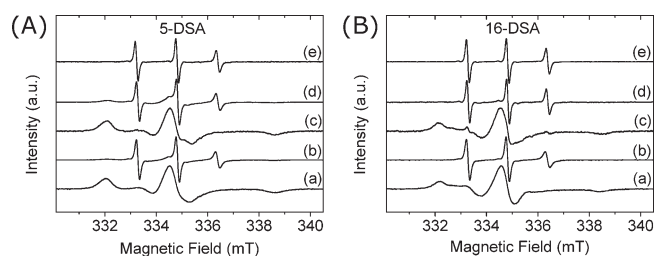 (A) 5-DSA
Intensity (a.u.)
(e)
(d)
(c)
(b)
(a)
332 334 336 338 340
Magnetic Field (mT)
(B) 16-DSA
Intensity (a.u.)
(e)
(d)
(c)
(b)
(a)
332 334 336 338 340
Magnetic Field (mT)